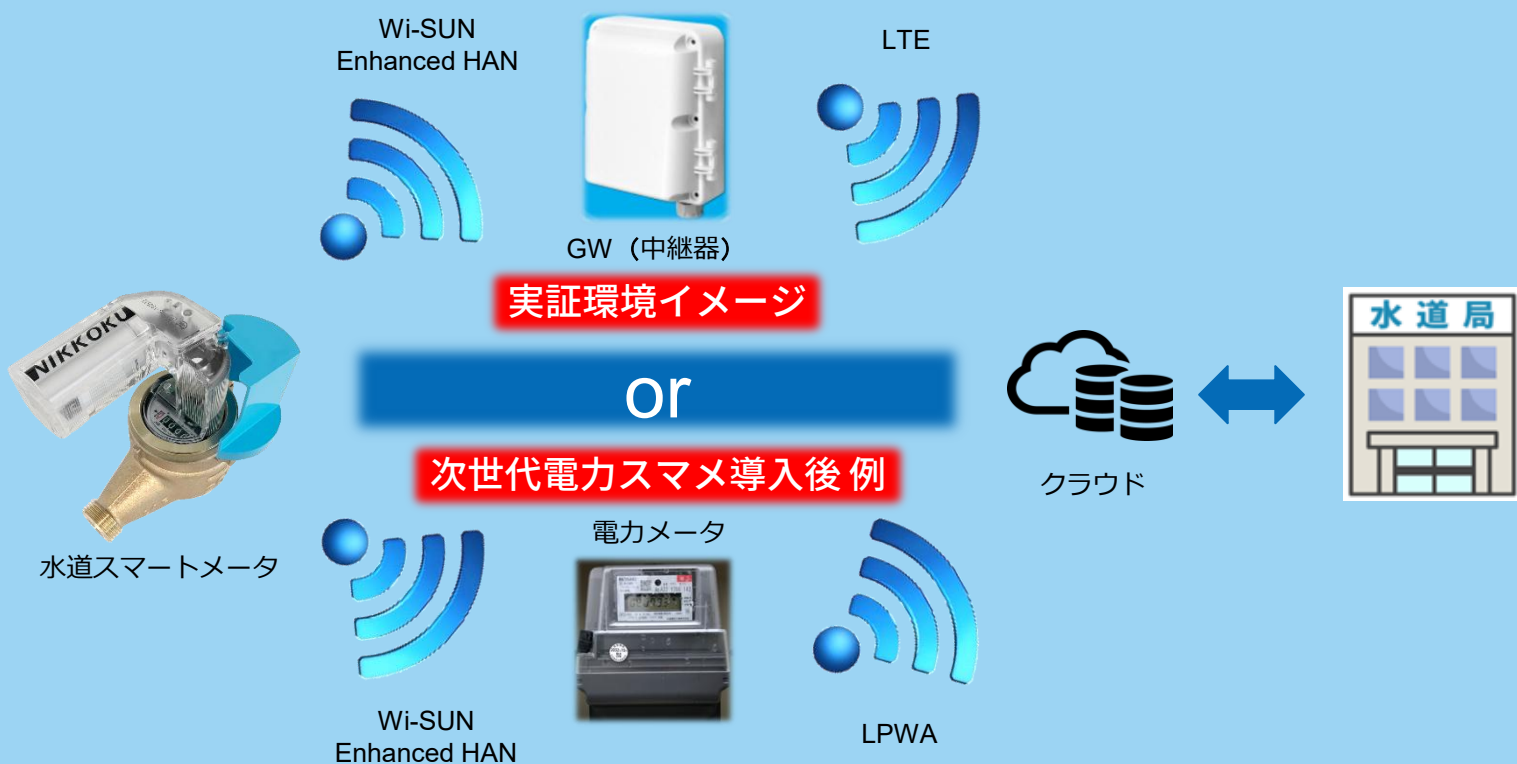 Wi-SUN
Enhanced HAN
LTE
GW（中継器）
実証環境イメージ
NIKKOKU
or
水道局
次世代電力スマメ導入後 例
クラウド
電力メータ
水道スマートメータ
Wi-SUN
Enhanced HAN
LPWA